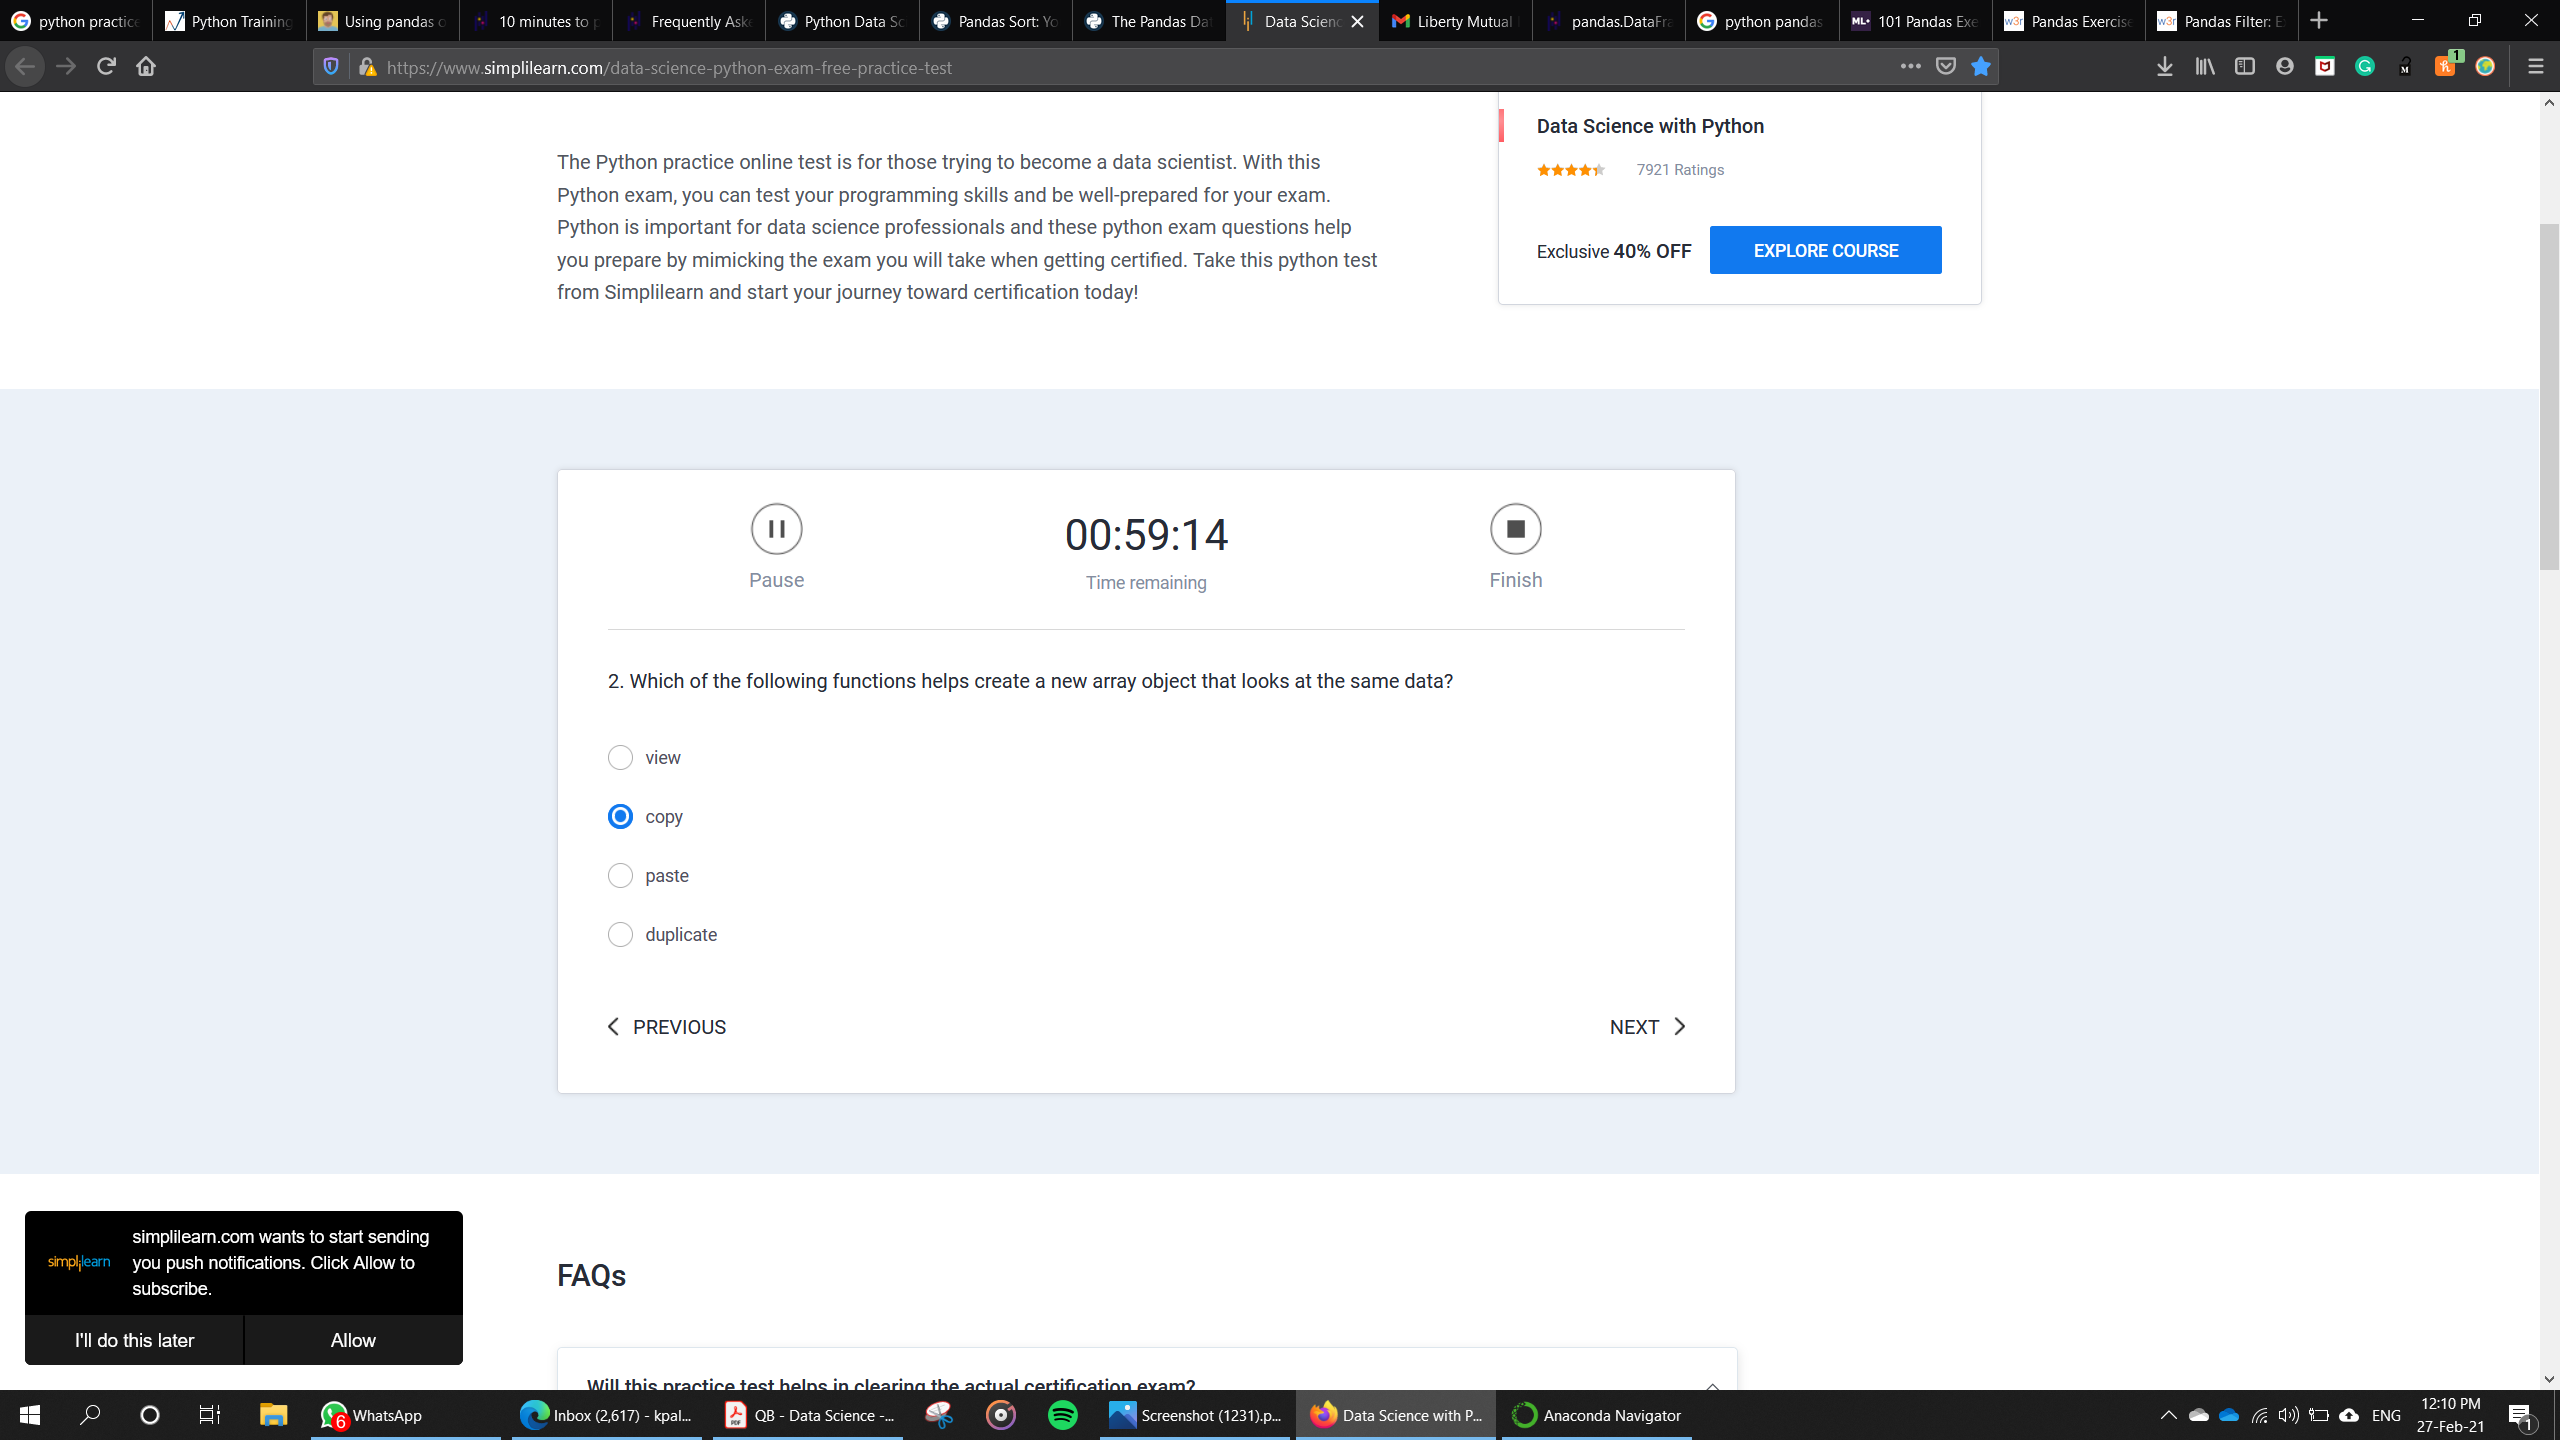 python practice
Python Training
Using pandas o
10 minutes to p
Frequently Ask
Python Data Sc
Pandas Sort: Yo
The Pandas Dat
Data Scienc
Liberty Mutual
pandas.DataFra
python pandas
ML+
101 Pandas Exe
w3r
Pandas Exercise
w3r
Pandas Filter: E
https://www.simplilearn.com/data-science-python-exam-free-practice-test
1
Data Science with Python
7921 Ratings
Exclusive 40% OFF
EXPLORE COURSE
The Python practice online test is for those trying to become a data scientist. With this
Python exam, you can test your programming skills and be well-prepared for your exam.
Python is important for data science professionals and these python exam questions help
you prepare by mimicking the exam you will take when getting certified. Take this python test
from Simplilearn and start your journey toward certification today!
Pause
00:59:14
Time remaining
Finish
2. Which of the following functions helps create a new array object that looks at the same data?
view
copy
paste
duplicate
PREVIOUS
NEXT
simplilearn
simplilearn.com wants to start sending
you push notifications. Click Allow to
subscribe.
I'll do this later
Allow
FAQs
Will this practice test helps in clearing the actual certification exam?
6
WhatsApp
Inbox (2,617) - kpal...
QB - Data Science -...
Screenshot (1231).p...
Data Science with P...
Anaconda Navigator
ENG
12:10 PM
27-Feb-21
1